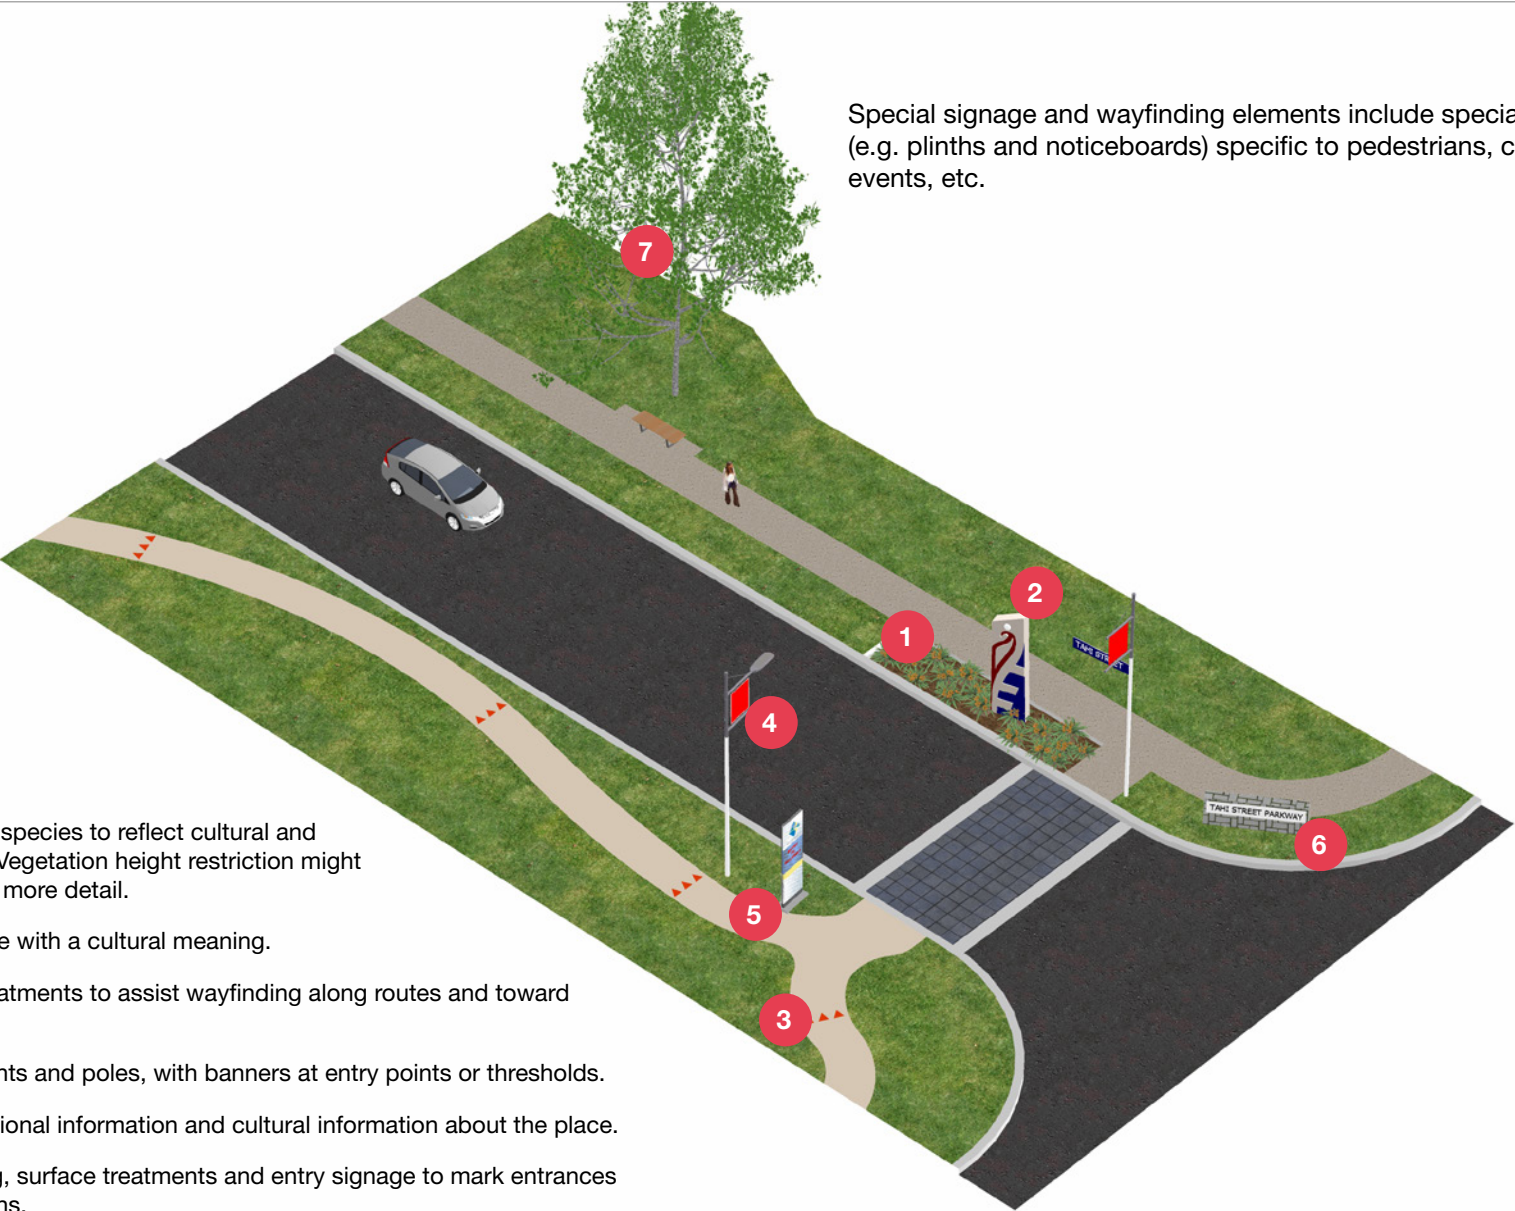 Special signage and wayfinding elements include specia
(e.g. plinths and noticeboards) specific to pedestrians, c
events, etc.
7
2
1
TAHI STREET
4
TAHI STREET PARKWAY
6
5
3
species to reflect cultural and
Vegetation height restriction might
more detail.
e with a cultural meaning.
atments to assist wayfinding along routes and toward
nts and poles, with banners at entry points or thresholds.
ional information and cultural information about the place.
g, surface treatments and entry signage to mark entrances
ns.